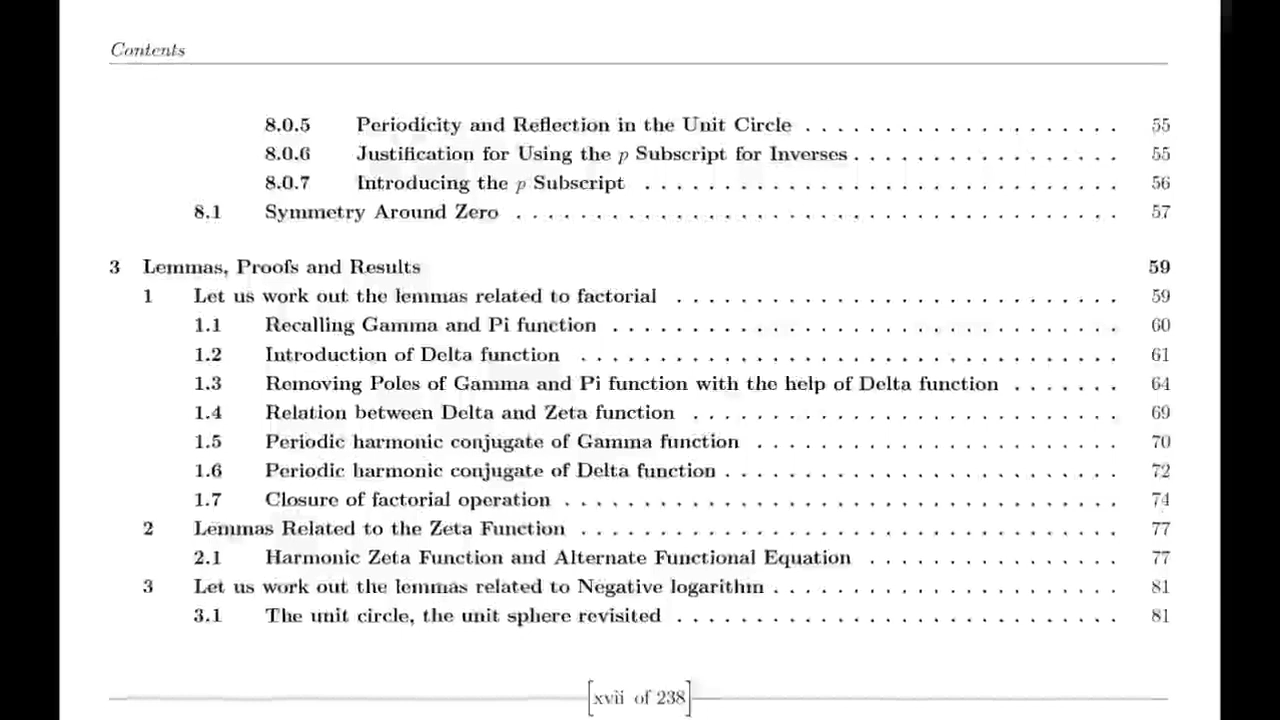 Contents
8.0.5 Periodicity and Reflection in the Unit Circle . . . . . . . . . . . . . . . . . . . . 55
8.0.6 Justification for Using the p Subscript for Inverses . . . . . . . . . . . . . . . . . 55
8.0.7 Introducing the p Subscript . . . . . . . . . . . . . . . . . . . . . . . . . . . . . . 56
8.1 Symmetry Around Zero . . . . . . . . . . . . . . . . . . . . . . . . . . . . . . . . . . . . . . 57
3 Lemmas, Proofs and Results 59
1 Let us work out the lemmas related to factorial . . . . . . . . . . . . . . . . . . . . . . . . . . . . 59
1.1 Recalling Gamma and Pi function . . . . . . . . . . . . . . . . . . . . . . . . . . . . . . . . 60
1.2 Introduction of Delta function . . . . . . . . . . . . . . . . . . . . . . . . . . . . . . . . . . 61
1.3 Removing Poles of Gamma and Pi function with the help of Delta function . . . . . . . 64
1.4 Relation between Delta and Zeta function . . . . . . . . . . . . . . . . . . . . . . . . . . . 69
1.5 Periodic harmonic conjugate of Gamma function . . . . . . . . . . . . . . . . . . . . . . . 70
1.6 Periodic harmonic conjugate of Delta function . . . . . . . . . . . . . . . . . . . . . . . . . 72
1.7 Closure of factorial operation . . . . . . . . . . . . . . . . . . . . . . . . . . . . . . . . . . . 74
2 Lemmas Related to the Zeta Function . . . . . . . . . . . . . . . . . . . . . . . . . . . . . . . . . . 77
2.1 Harmonic Zeta Function and Alternate Functional Equation . . . . . . . . . . . . . . . . 77
3 Let us work out the lemmas related to Negative logarithm . . . . . . . . . . . . . . . . . . . . . . 81
3.1 The unit circle, the unit sphere revisited . . . . . . . . . . . . . . . . . . . . . . . . . . . . 81
[xvii of 238]